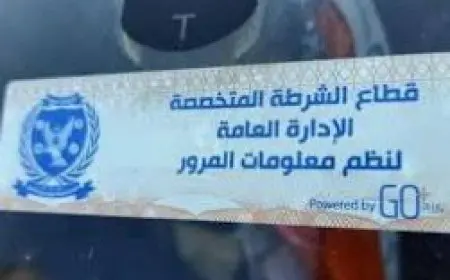 T
قطاع الشرطة المتخصصة
الإدارة العامة
لنظم معلومات المرور
Powered by GO+